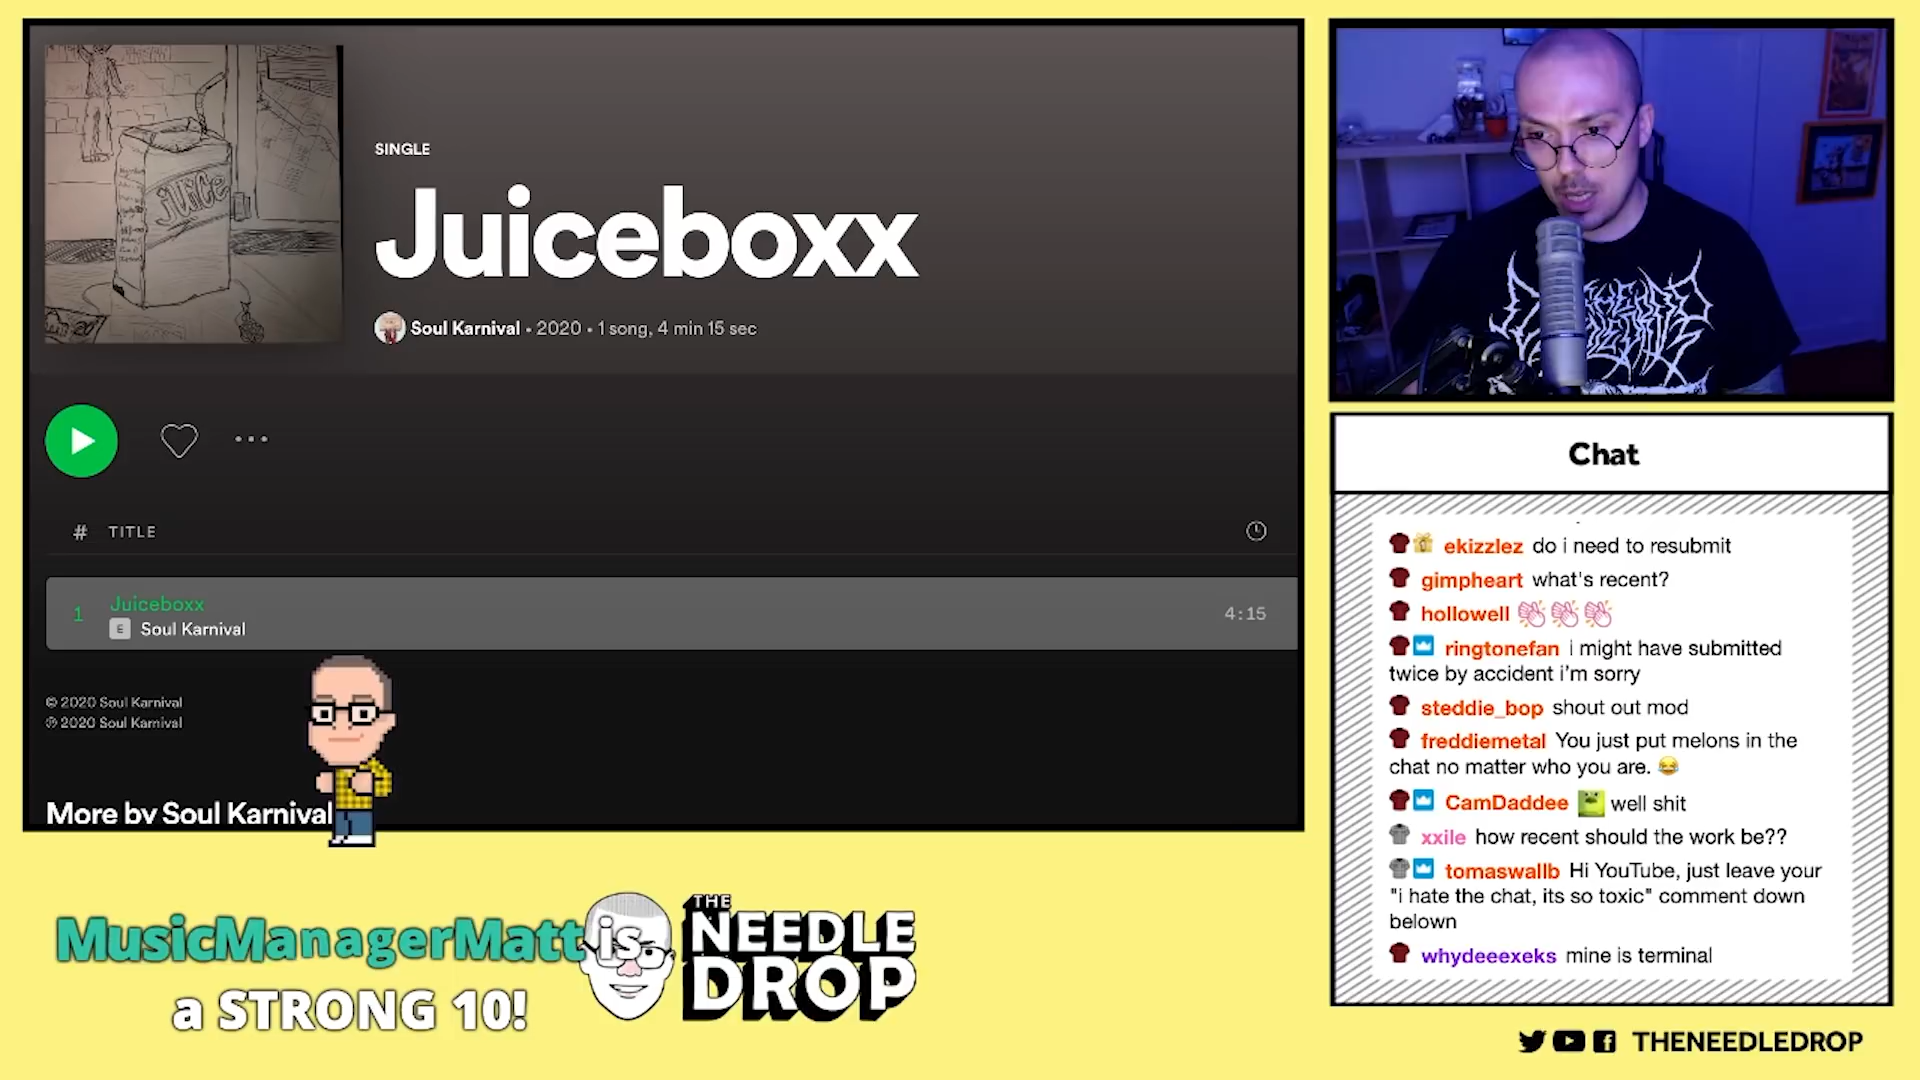 juice
SINGLE
Juiceboxx
Soul Karnival • 2020 • 1 song, 4 min 15 sec
# TITLE
1 Juiceboxx 4:15
E Soul Karnival
© 2020 Soul Karnival
℗ 2020 Soul Karnival
More by Soul Karnival
MusicManagerMatt is
a STRONG 10!
THE
NEEDLE
DROP
Chat
ekizzlez do i need to resubmit
gimpheart what's recent?
hollowell
ringtonefan i might have submitted
twice by accident i'm sorry
steddie_bop shout out mod
freddiemetal You just put melons in the
chat no matter who you are.
CamDaddee well shit
xxile how recent should the work be??
tomaswallb Hi YouTube, just leave your
"i hate the chat, its so toxic" comment down
belown
whydeeexeks mine is terminal
THENEEDLEDROP